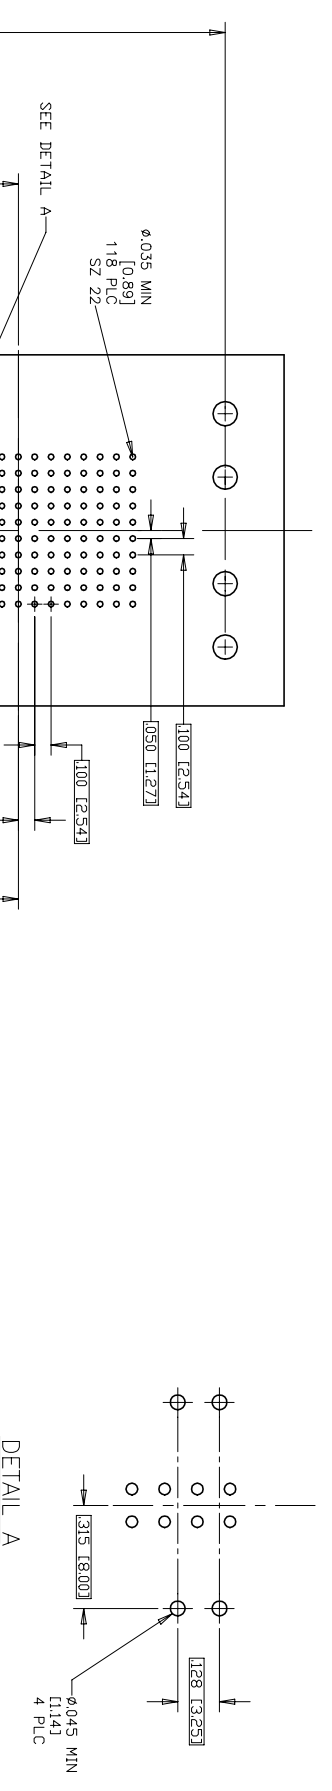 SEE DETAIL A
ø.035 MIN
[0.89]
118 PLC
SZ 22
.100 [2.54]
.050 [1.27]
.100 [2.54]
.128 [3.25]
.315 [8.00]
ø.045 MIN
[1.14]
4 PLC
DETAIL A